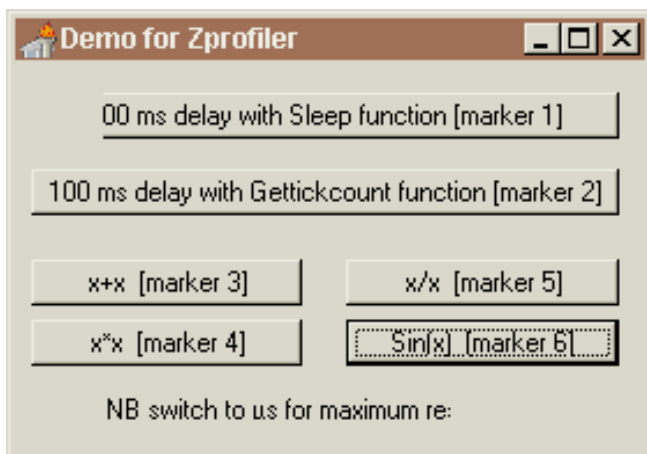 Demo for Zprofiler
00 ms delay with Sleep function [marker 1]
100 ms delay with Gettickcount function [marker 2]
x+x [marker 3]
x/x [marker 5]
x*x [marker 4]
Sin(x) [marker 6]
NB switch to us for maximum re: